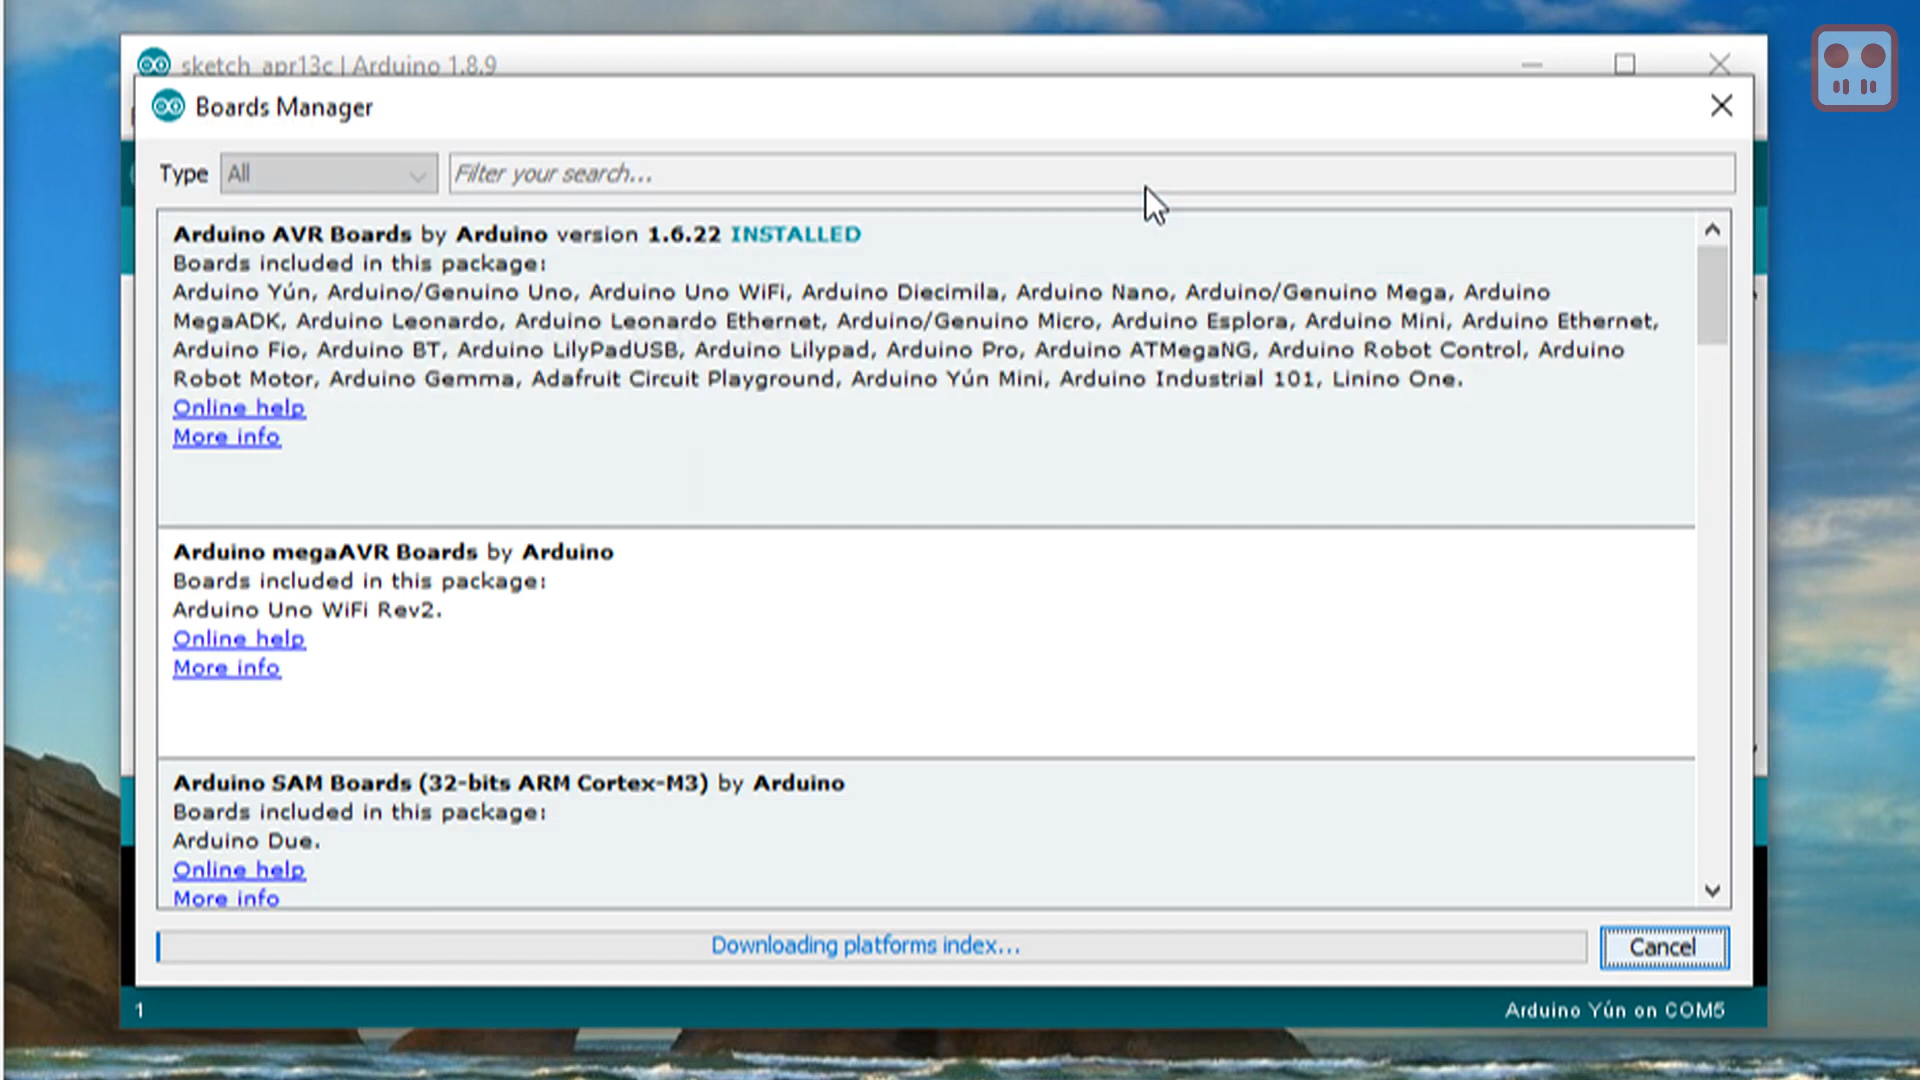 sketch_apr13c | Arduino 1.8.9
Boards Manager
Type All Filter your search...
Arduino AVR Boards by Arduino version 1.6.22 INSTALLED
Boards included in this package:
Arduino Yún, Arduino/Genuino Uno, Arduino Uno WiFi, Arduino Diecimila, Arduino Nano, Arduino/Genuino Mega, Arduino
MegaADK, Arduino Leonardo, Arduino Leonardo Ethernet, Arduino/Genuino Micro, Arduino Esplora, Arduino Mini, Arduino Ethernet,
Arduino Fio, Arduino BT, Arduino LilyPadUSB, Arduino Lilypad, Arduino Pro, Arduino ATMegaNG, Arduino Robot Control, Arduino
Robot Motor, Arduino Gemma, Adafruit Circuit Playground, Arduino Yún Mini, Arduino Industrial 101, Linino One.
Online help
More info
Arduino megaAVR Boards by Arduino
Boards included in this package:
Arduino Uno WiFi Rev2.
Online help
More info
Arduino SAM Boards (32-bits ARM Cortex-M3) by Arduino
Boards included in this package:
Arduino Due.
Online help
More info
Downloading platforms index... Cancel
1 Arduino Yún on COM5